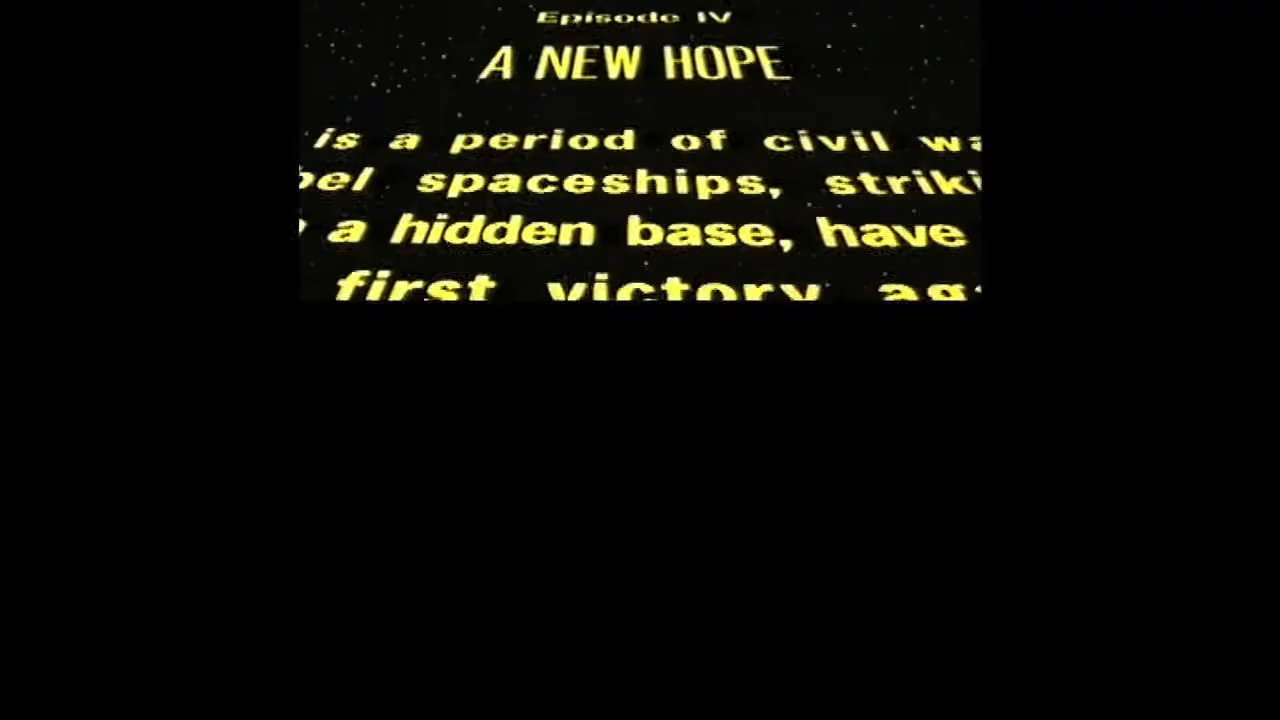 Episode IV
A NEW HOPE
is a period of civil
spaceships,
a hidden base, have
first victory